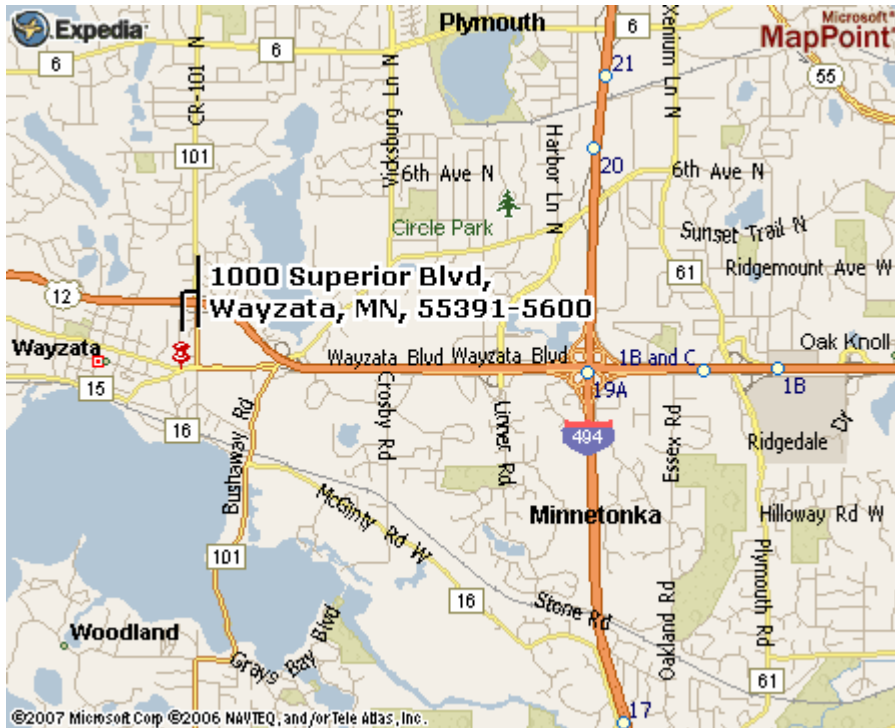 Expedia
Plymouth
Microsoft
MapPoint
6
6
6
55
CR-101 N
Vicksburg Ln N
Xenium Ln N
21
20
101
6th Ave N
Harbor Ln N
6th Ave N
Circle Park
Sunset Trail N
61
Ridgemount Ave W
12
1000 Superior Blvd,
Wayzata, MN, 55391-5600
Wayzata
Wayzata Blvd
Wayzata Blvd
1B and C
Oak Knoll
15
19A
1B
16
Bushaway Rd
Crosby Rd
Linner Rd
494
Essex Rd
Ridgedale Dr
McGinty Rd W
Minnetonka
Hilloway Rd W
101
16
Stone Rd
Oakland Rd
Plymouth Rd
Woodland
Grays Bay Blvd
61
17
©2007 Microsoft Corp ©2006 NAVTEQ, and/or Tele Atlas, Inc.